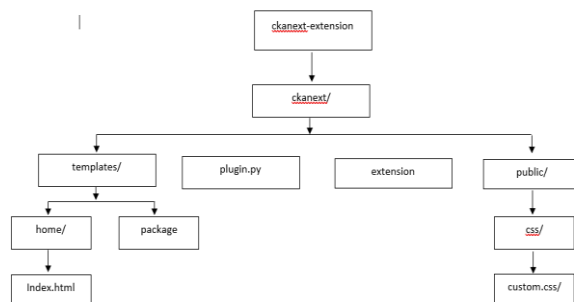 ckanext-extension
ckanext/
templates/
plugin.py
extension
public/
home/
package
css/
Index.html
custom.css/